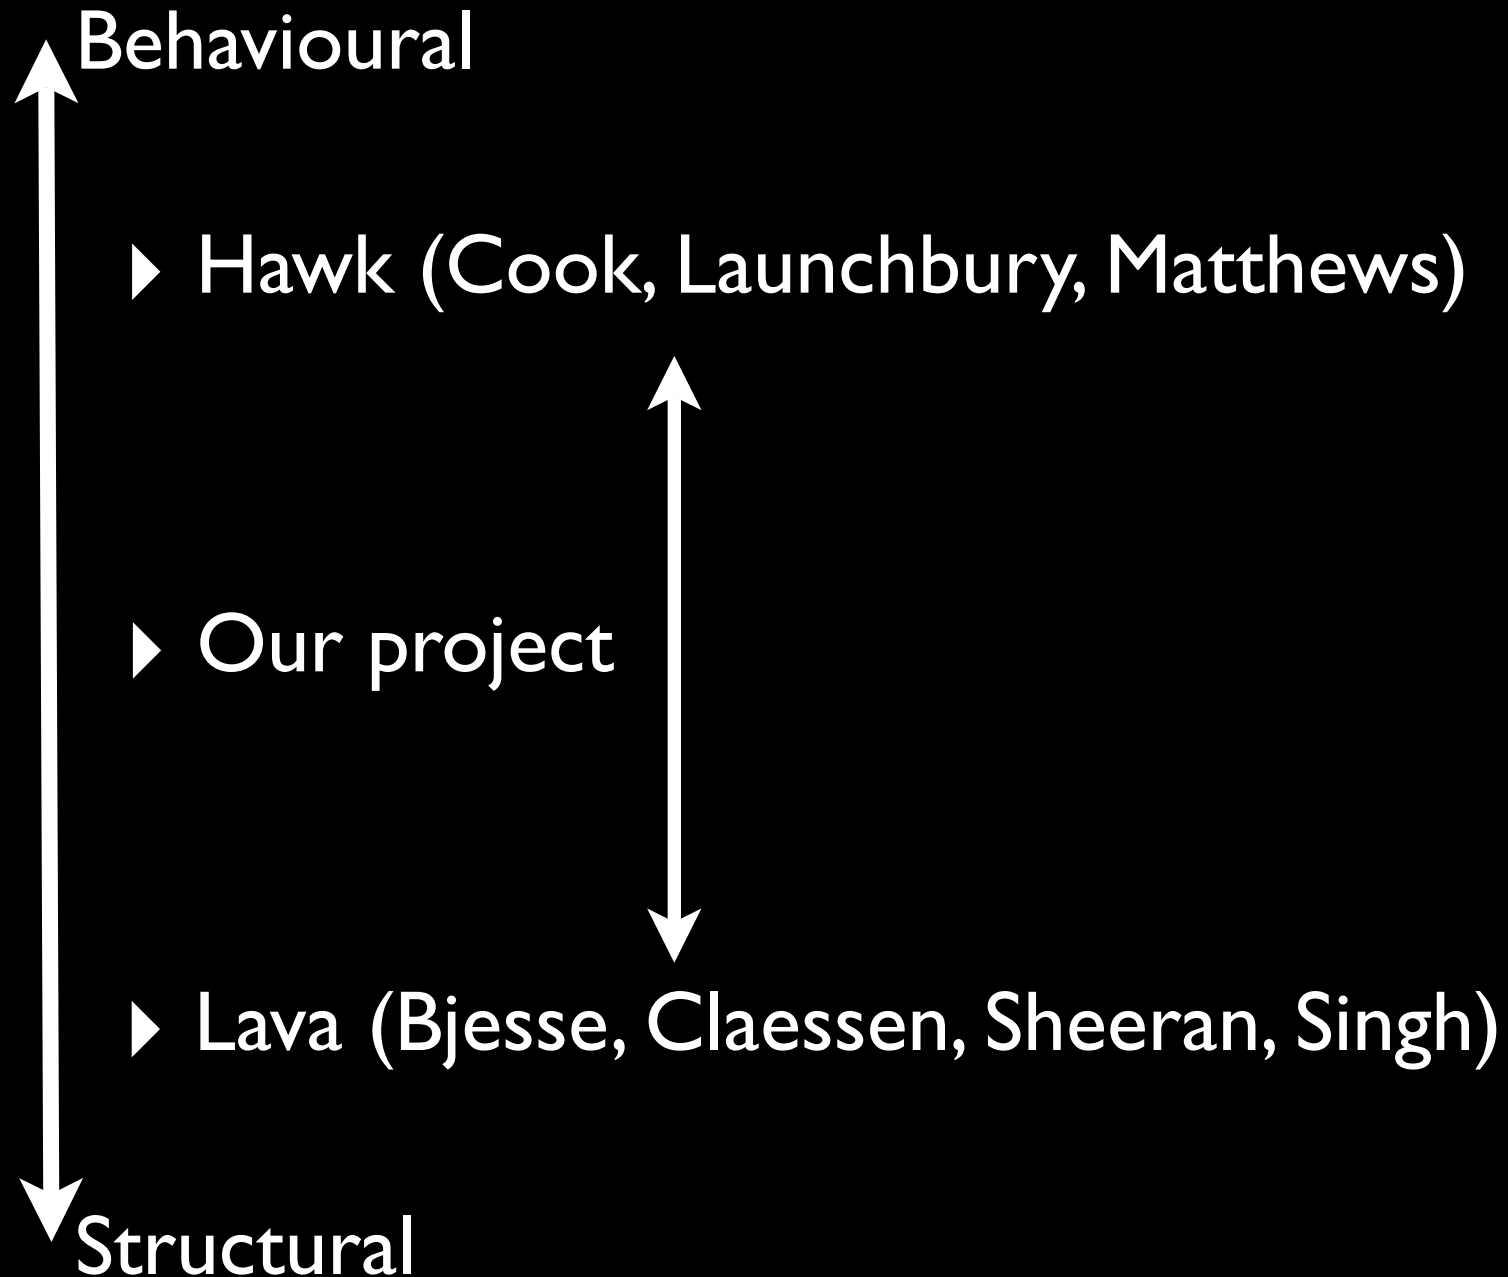 Behavioural
Hawk (Cook, Launchbury, Matthews)
Our project
Lava (Bjesse, Claessen, Sheeran, Singh)
Structural